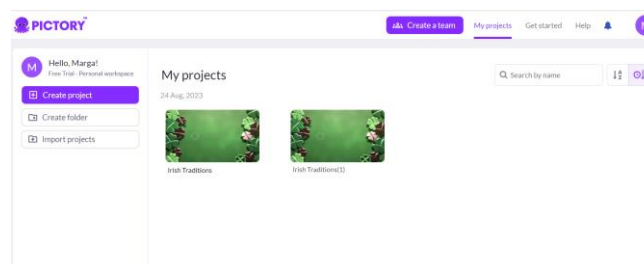 PICTORY
Create a team
My projects
Get started
Help
M
Hello, Marga!
Free Trial - Personal workspace
Create project
Create folder
Import projects
My projects
Search by name
24 Aug, 2023
Irish Traditions
Irish Traditions(1)